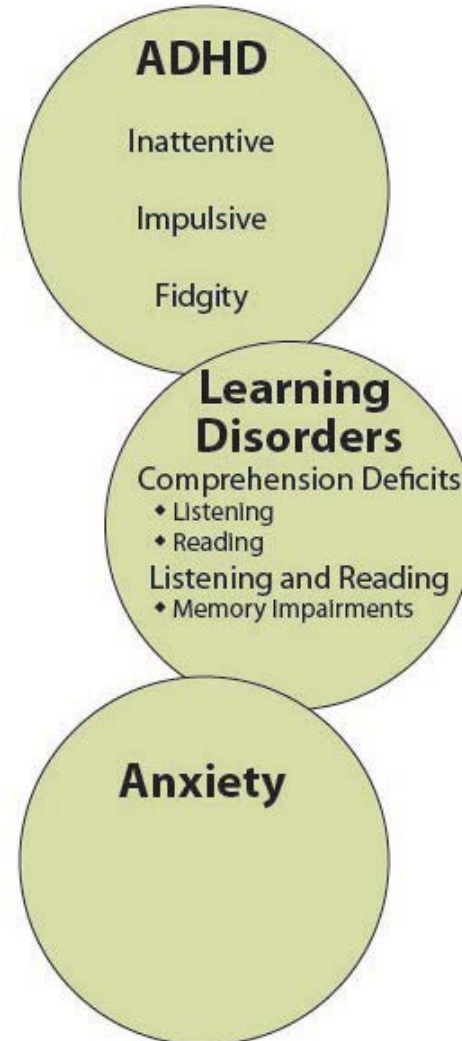 ADHD
Inattentive
Impulsive
Fidgity
Learning
Disorders
Comprehension Deficits
◆ Listening
◆ Reading
Listening and Reading
◆ Memory Impairments
Anxiety